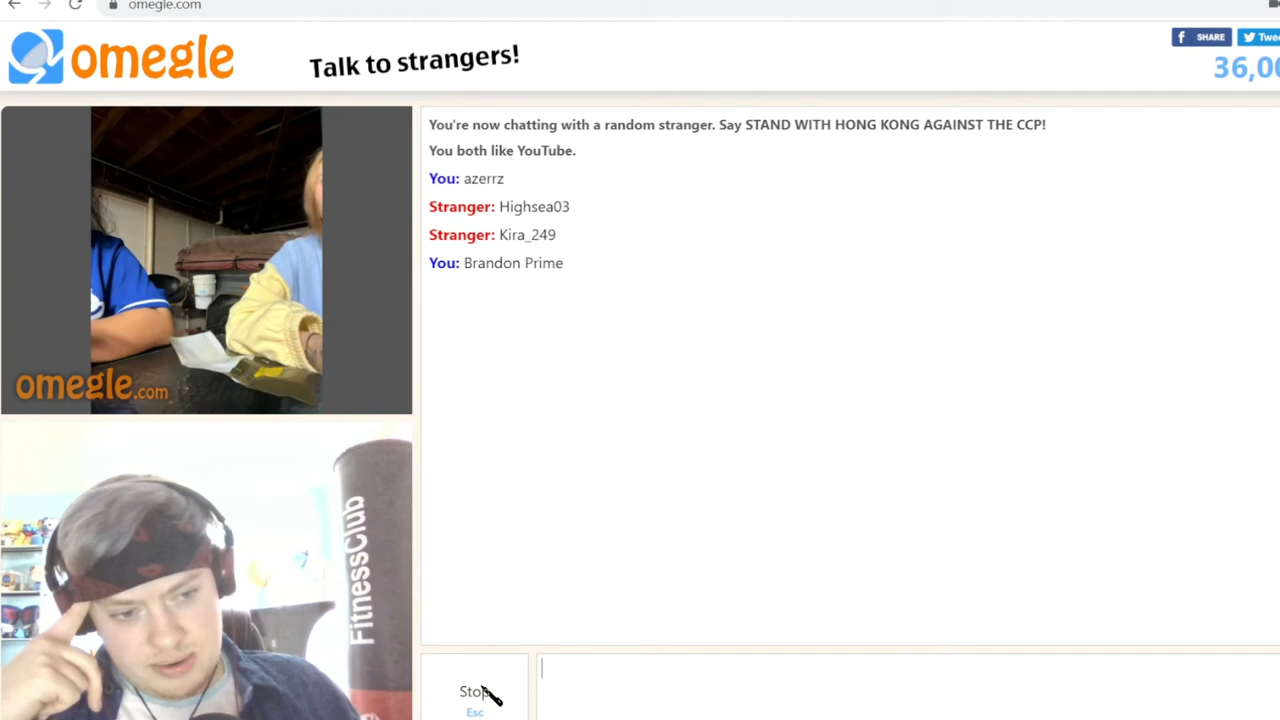 omegle.com
omegle
Talk to strangers!
SHARE
Twee
36,00
You're now chatting with a random stranger. Say STAND WITH HONG KONG AGAINST THE CCP!
You both like YouTube.
You: azerrz
Stranger: Highsea03
Stranger: Kira_249
You: Brandon Prime
omegle.com
FitnessClub
Stop
Esc